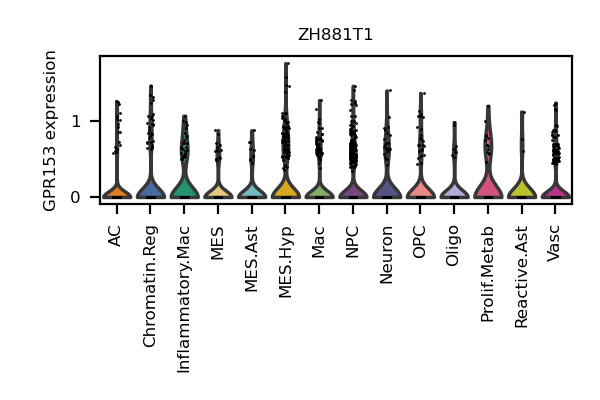 ZH881T1
GPR153 expression
1
0
AC
Chromatin.Reg
Inflammatory.Mac
MES
MES.Ast
MES.Hyp
Mac
NPC
Neuron
OPC
Oligo
Prolif.Metab
Reactive.Ast
Vasc